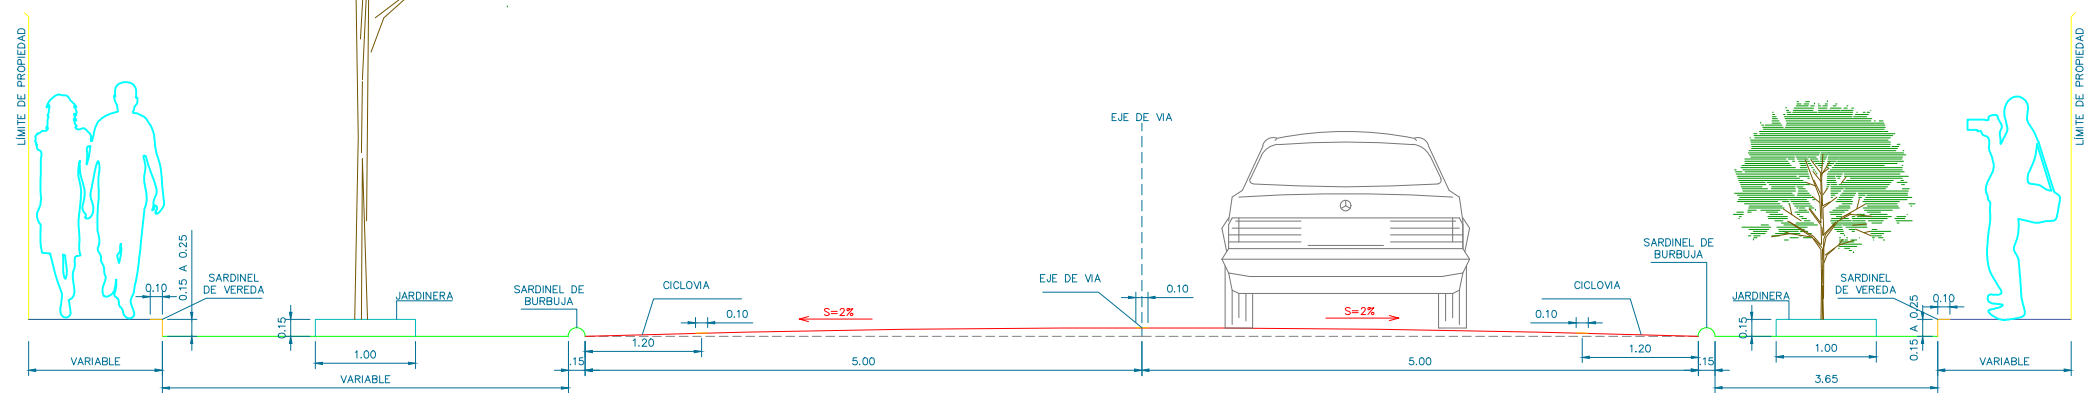 LÍMITE DE PROPIEDAD
0.10
0.15 A 0.25
SARDINEL
DE VEREDA
0.15
JARDINERA
SARDINEL DE
BURBUJA
CICLOVIA
0.10
S=2%
EJE DE VIA
EJE DE VIA
0.10
S=2%
0.10
CICLOVIA
SARDINEL DE
BURBUJA
JARDINERA
0.15
SARDINEL
DE VEREDA
0.10
0.15 A 0.25
LÍMITE DE PROPIEDAD
VARIABLE
1.00
VARIABLE
.15
1.20
5.00
5.00
1.20
.15
1.00
3.65
VARIABLE